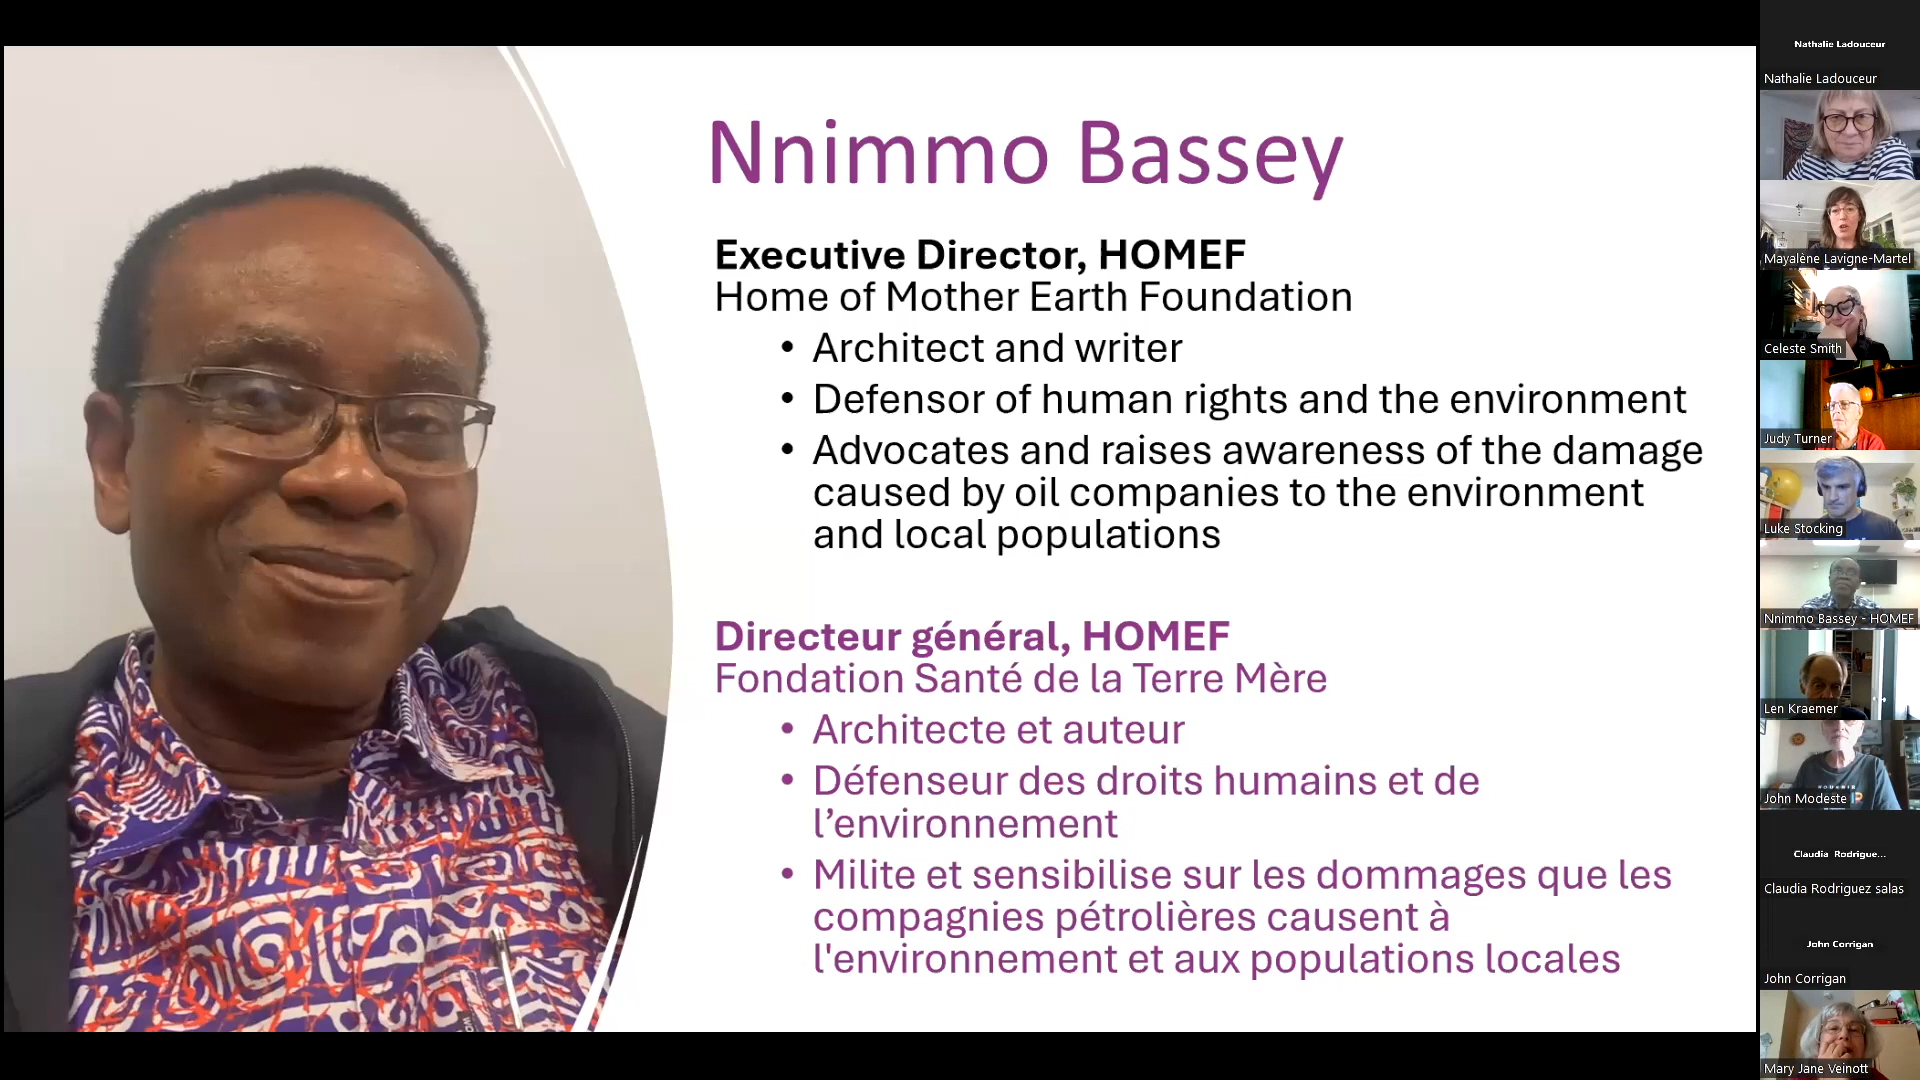 Nnimmo Bassey
Executive Director, HOMEF
Home of Mother Earth Foundation
• Architect and writer
• Defensor of human rights and the environment
• Advocates and raises awareness of the damage
caused by oil companies to the environment
and local populations
Directeur général, HOMEF
Fondation Santé de la Terre Mère
• Architecte et auteur
• Défenseur des droits humains et de
l’environnement
• Milite et sensibilise sur les dommages que les
compagnies pétrolières causent à
l'environnement et aux populations locales
Nathalie Ladouceur
Nathalie Ladouceur
Mayalène Lavigne-Martel
Celeste Smith
Judy Turner
Luke Stocking
Nnimmo Bassey - HOMEF
Len Kraemer
John Modeste
Claudia Rodrigue...
Claudia Rodriguez salas
John Corrigan
John Corrigan
Mary Jane Veinott